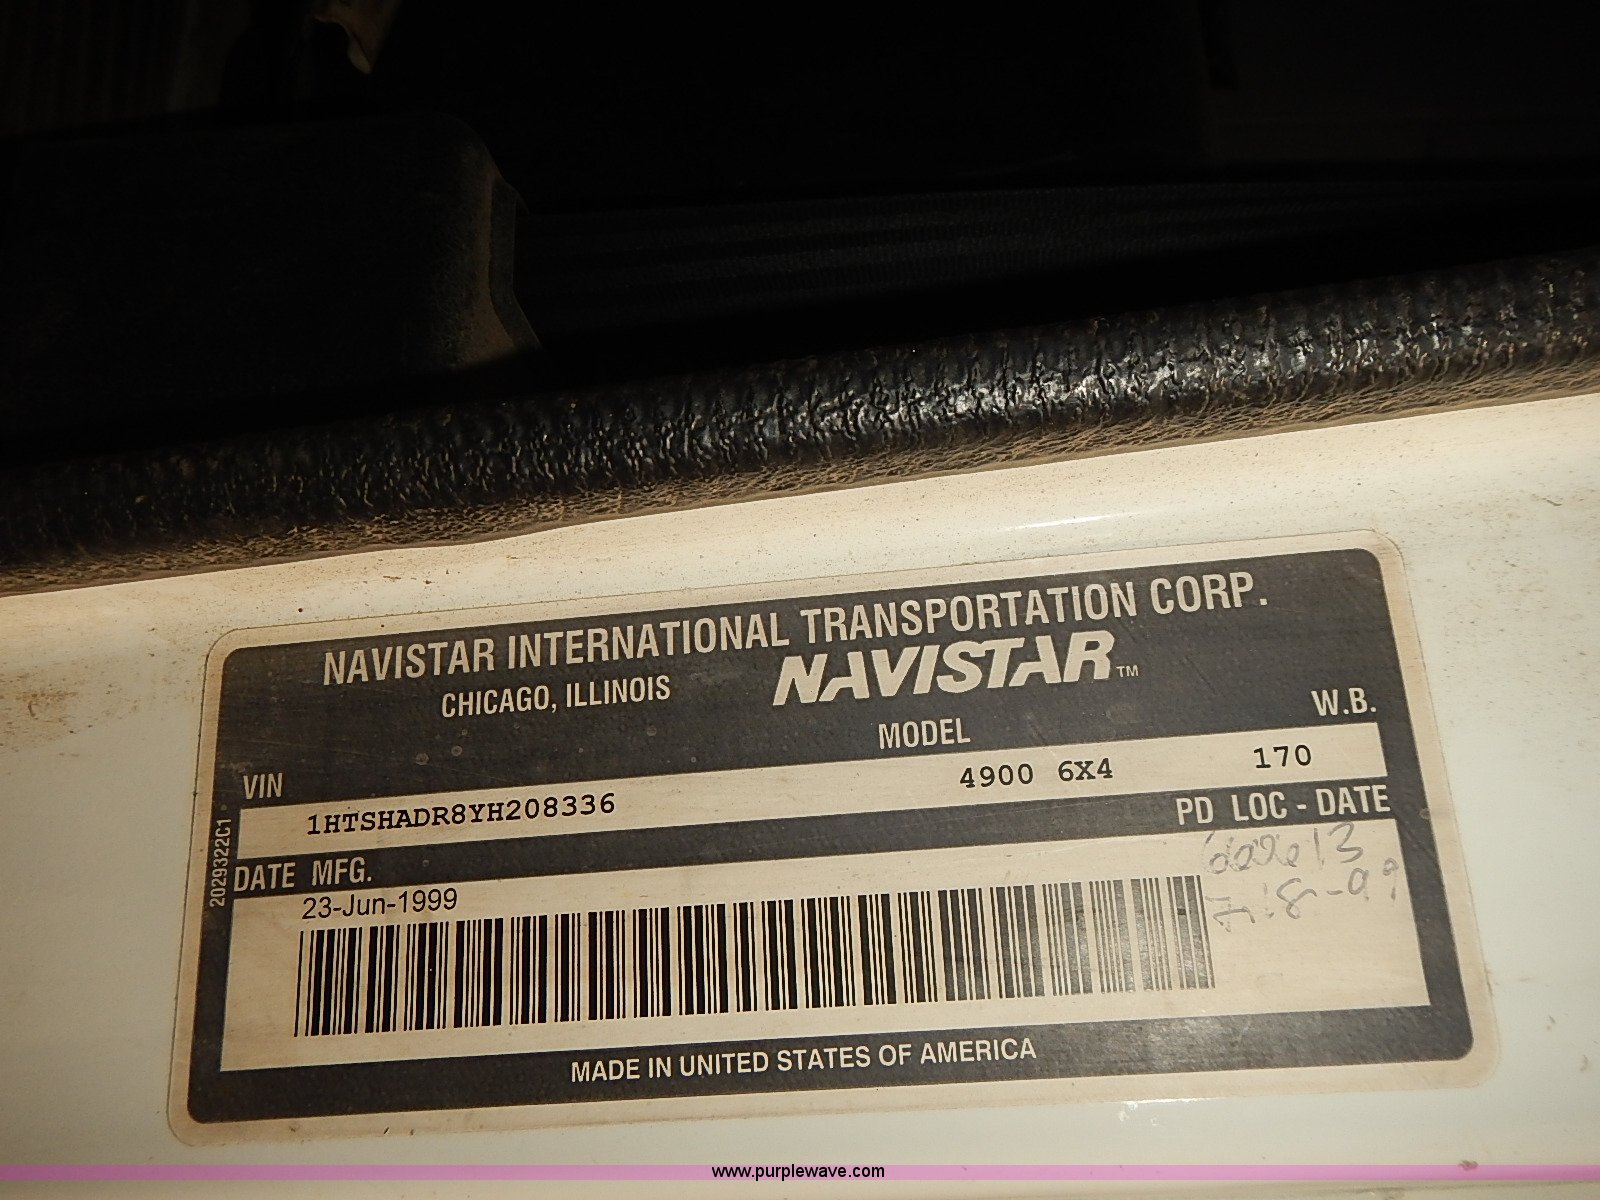 NAVISTAR INTERNATIONAL TRANSPORTATION CORP.
CHICAGO, ILLINOIS
NAVISTAR™
MODEL
W.B.
VIN
1HTSHADR8YH208336
4900 6X4
170
PD LOC - DATE
DATE MFG.
23-Jun-1999
2029322C1
MADE IN UNITED STATES OF AMERICA
www.purplewave.com